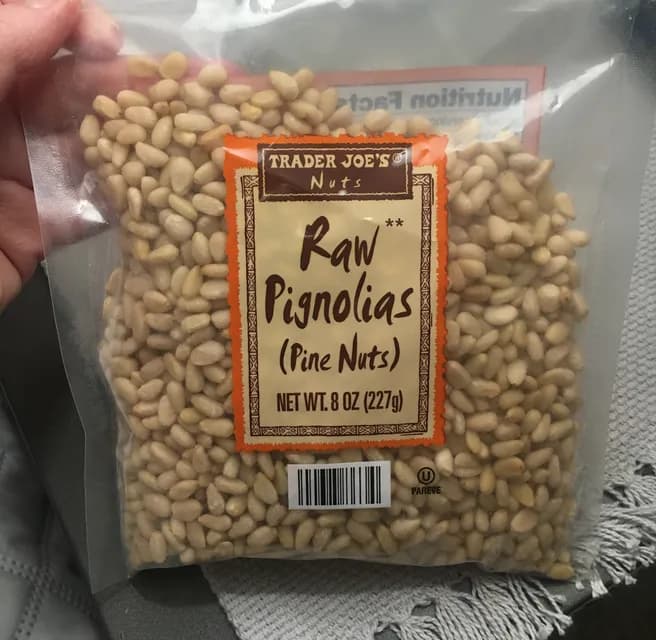 Nutrition Facts
TRADER JOE'S®
Nuts
Raw**
Pignolias
(Pine Nuts)
NET WT. 8 OZ (227g)
U
PAREVE